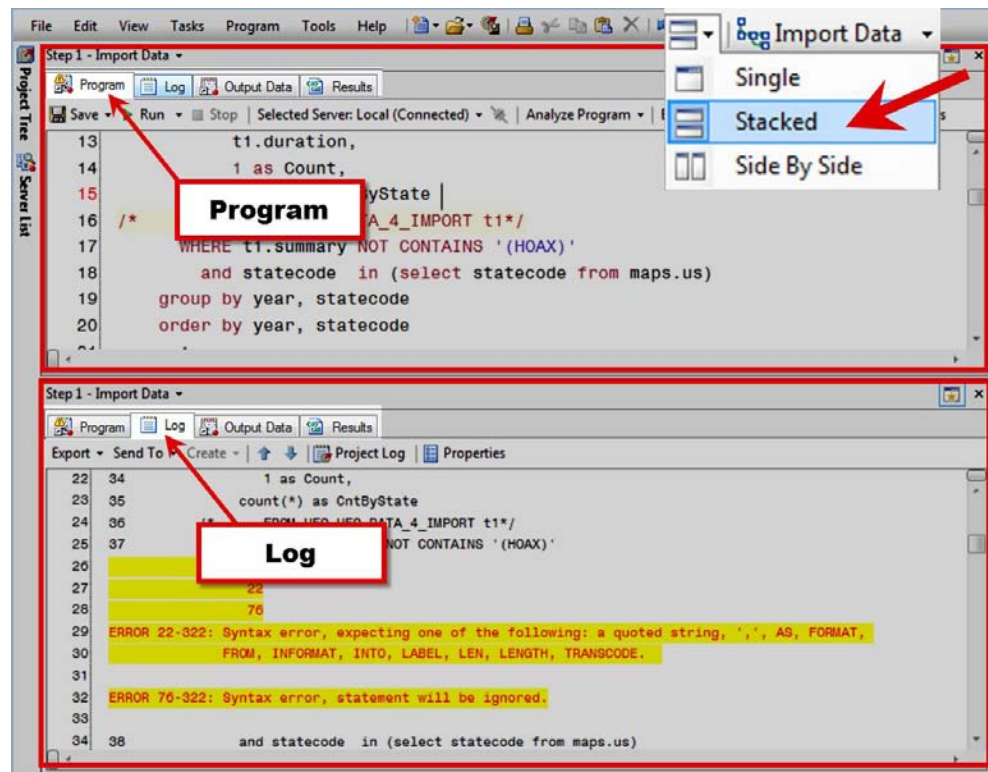 File Edit View Tasks Program Tools Help
Import Data
Single
Stacked
Side By Side
Project Tree
Server List
Step 1 - Import Data
Program Log Output Data Results
Save Run Stop Selected Server: Local (Connected) Analyze Program
13 t1.duration,
14 1 as Count,
15 ByState
Program
16 /* A_4_IMPORT t1*/
17 WHERE t1.summary NOT CONTAINS '(HOAX)'
18 and statecode in (select statecode from maps.us)
19 group by year, statecode
20 order by year, statecode
Step 1 - Import Data
Program Log Output Data Results
Export Send To Create Project Log Properties
22 34 1 as Count,
23 35 count(*) as CntByState
24 36 /* FROM UFO.UFO_DATA_4_IMPORT t1*/
25 37 NOT CONTAINS '(HOAX)'
Log
26
27 22
28 76
29 ERROR 22-322: Syntax error, expecting one of the following: a quoted string, ',', AS, FORMAT,
30 FROM, INFORMAT, INTO, LABEL, LEN, LENGTH, TRANSCODE.
31
32 ERROR 76-322: Syntax error, statement will be ignored.
33
34 38 and statecode in (select statecode from maps.us)